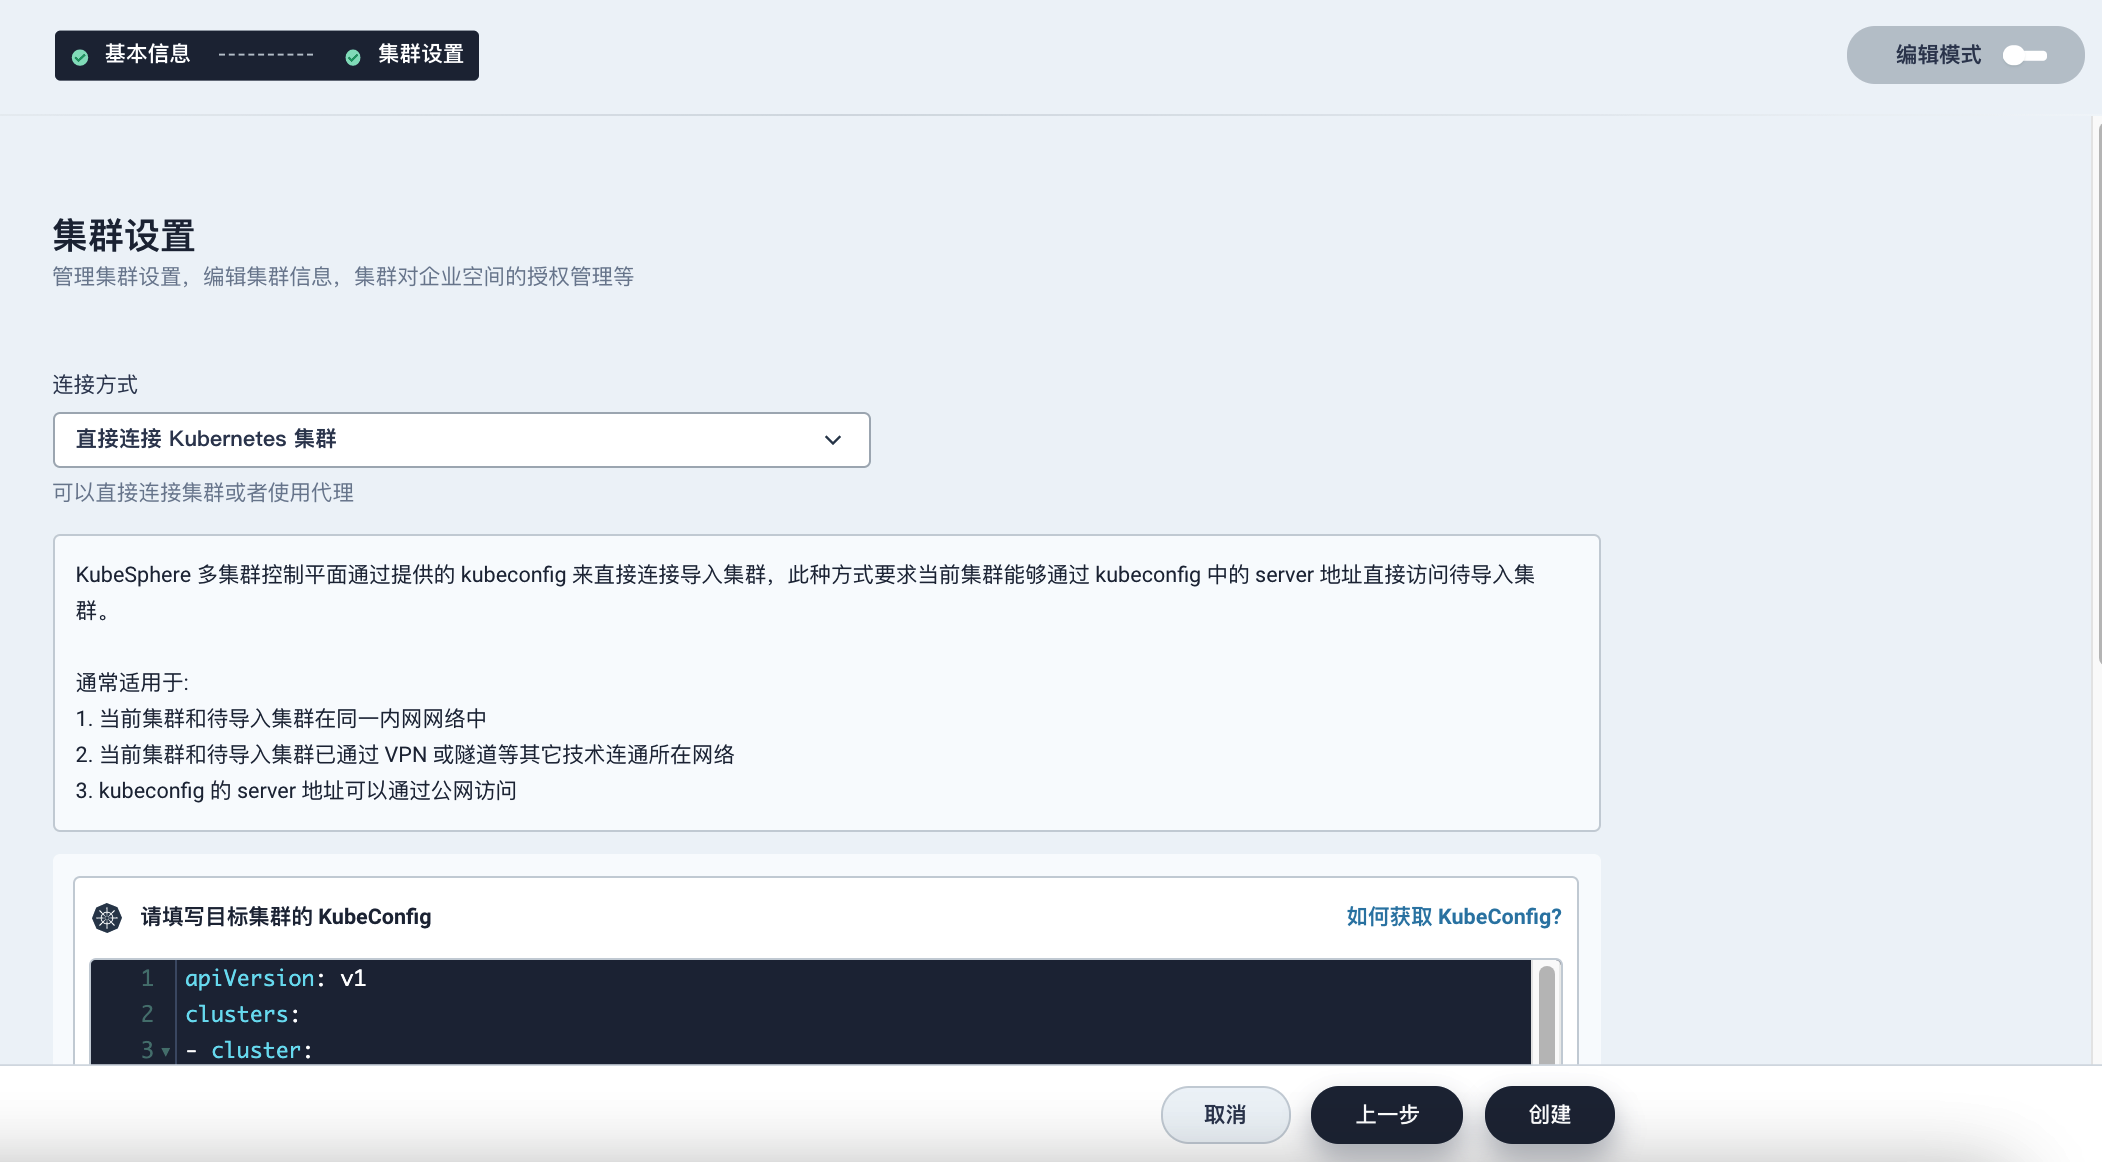 基本信息 ---------- 集群设置
编辑模式
集群设置
管理集群设置，编辑集群信息，集群对企业空间的授权管理等
连接方式
直接连接 Kubernetes 集群
可以直接连接集群或者使用代理
KubeSphere 多集群控制平面通过提供的 kubeconfig 来直接连接导入集群，此种方式要求当前集群能够通过 kubeconfig 中的 server 地址直接访问待导入集
群。
通常适用于:
1. 当前集群和待导入集群在同一内网网络中
2. 当前集群和待导入集群已通过 VPN 或隧道等其它技术连通所在网络
3. kubeconfig 的 server 地址可以通过公网访问
请填写目标集群的 KubeConfig
如何获取 KubeConfig?
1 apiVersion: v1
2 clusters:
3 - cluster:
取消 上一步 创建